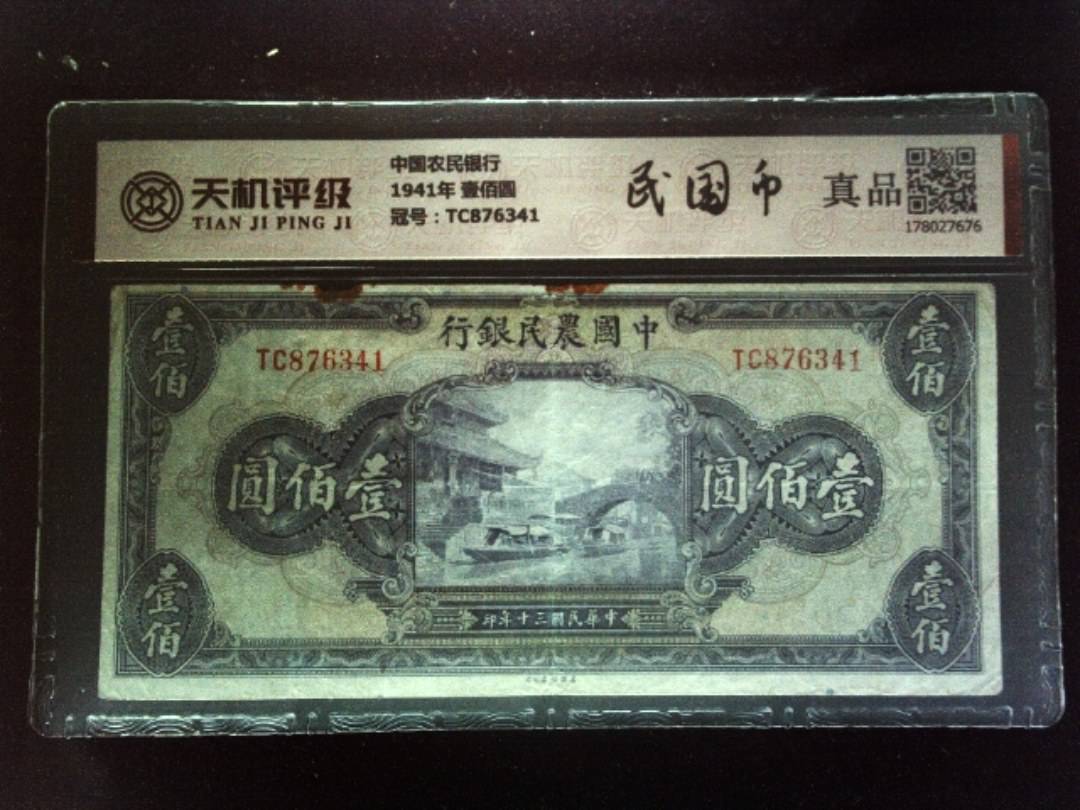 天机评级
TIAN JI PING JI
中国农民银行
1941年 壹佰圆
冠号：TC876341
民国币
真品
178027676
中國農民銀行
TC876341
TC876341
壹佰
壹佰
壹佰圓
壹佰圓
壹佰
壹佰
中華民國三十年印